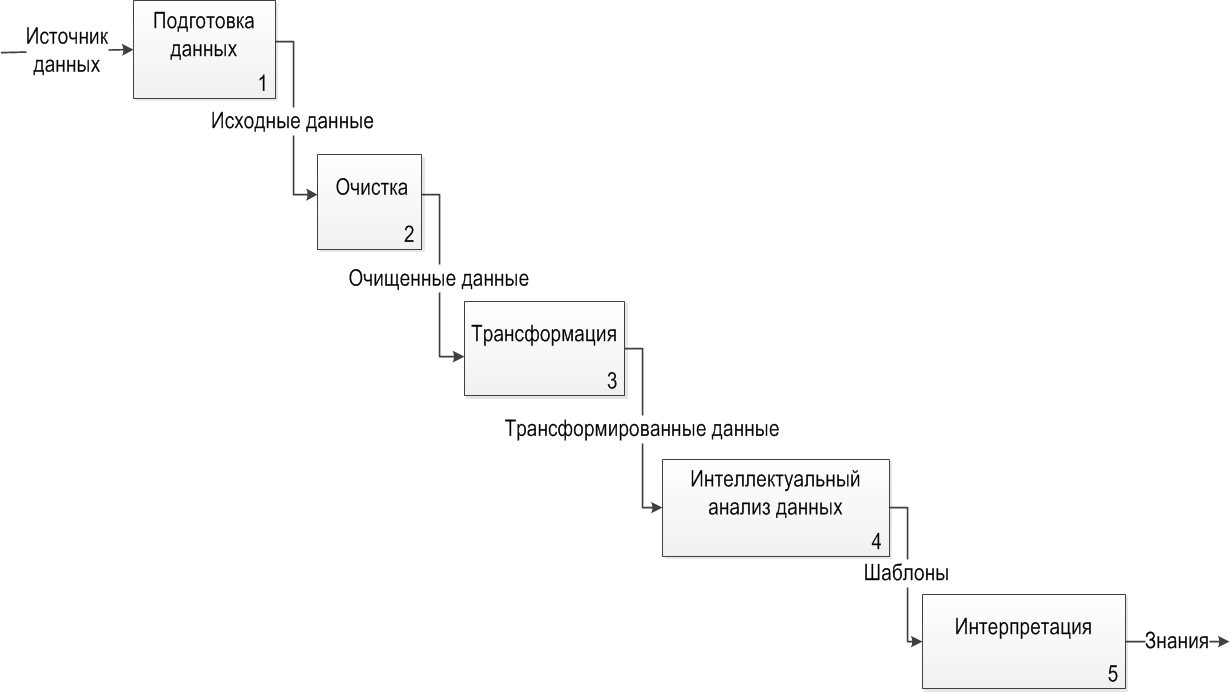 Источник
данных
Подготовка
данных
1
Исходные данные
Очистка
2
Очищенные данные
Трансформация
3
Трансформированные данные
Интеллектуальный
анализ данных
4
Шаблоны
Интерпретация
5
Знания